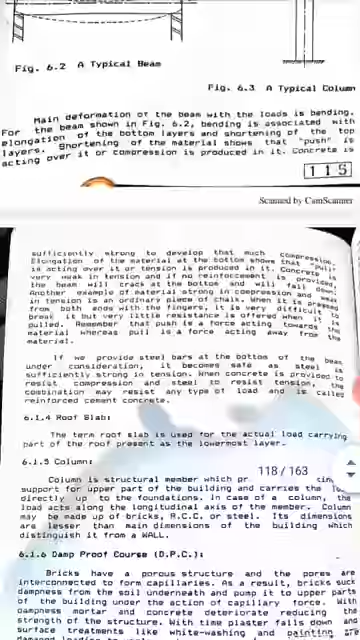 Fig. 6.2 A Typical Beam
Fig. 6.3 A Typical Column
Main deformation of the beam with the loads is bending.
For the beam shown in Fig. 6.2, bending is associated with
elongation of the bottom layers and shortening of the top
layers. Shortening of the material shows that "push" is
acting over it or compression is produced in it. Concrete is
115
Scanned by CamScanner
sufficiently strong to develop that much compression.
Elongation of the material at the bottom shows that "pull"
is acting over it or tension is produced in it. Concrete is
very weak in tension and if no reinforcement is provided,
the beam will crack at the bottom and will fall down.
Another example of material strong in compression and weak
in tension is an ordinary piece of chalk. When it is pressed
from both ends with the fingers, it is very difficult to
break it but very little resistance is offered when it is
pulled. Remember that push is a force acting towards the
material whereas pull is a force acting away from the
material.
If we provide steel bars at the bottom of the beam
under consideration, it becomes safe as steel is
sufficiently strong in tension. When concrete is provided to
resist compression and steel to resist tension, the
combination may resist any type of load and is called
reinforced cement concrete.
6.1.4 Roof Slab:
The term roof slab is used for the actual load carrying
part of the roof present as the lowermost layer.
6.1.5 Column:
118 / 163
Column is structural member which pr
support for upper part of the building and carries the
directly up to the foundations. In case of a column, the
load acts along the longitudinal axis of the member. Column
may be made up of bricks, R.C.C. or steel. Its dimensions
are lesser than main dimensions of the building which
distinguish it from a WALL.
6.1.6 Damp Proof Course (D.P.C.):
Bricks have a porous structure and the pores are
interconnected to form capillaries. As a result, bricks suck
dampness from the soil underneath and pump it to upper parts
of the building under the action of capillary force. With
dampness mortar and concrete deteriorate reducing the
strength of the structure. With time plaster falls down and
surface treatments like white-washing and painting